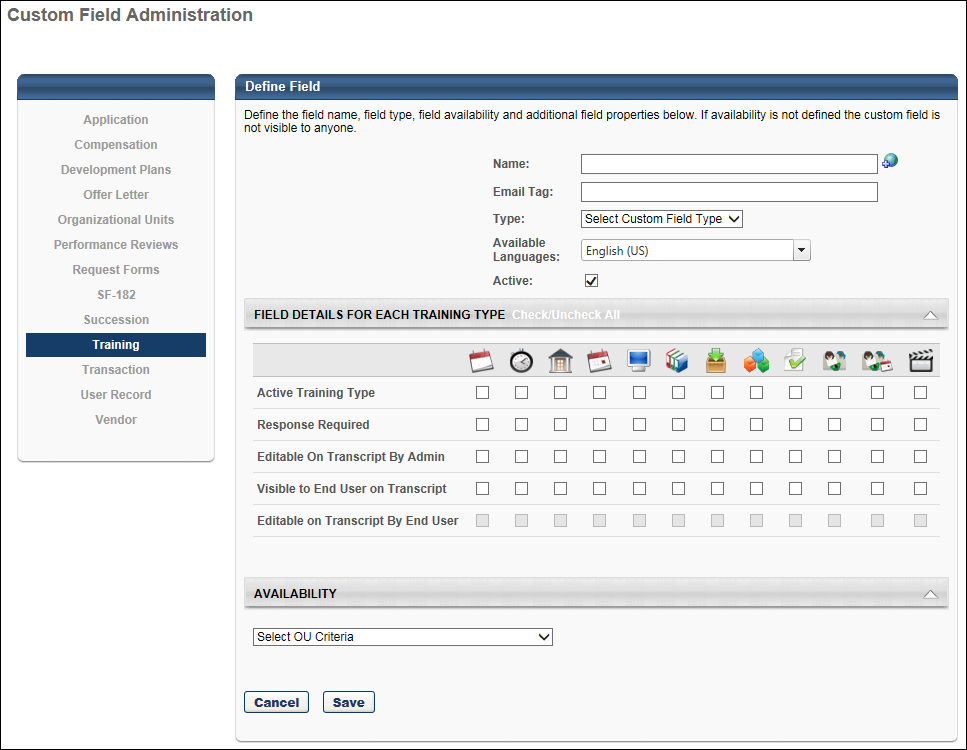 Custom Field Administration
Application
Compensation
Development Plans
Offer Letter
Organizational Units
Performance Reviews
Request Forms
SF-182
Succession
Training
Transaction
User Record
Vendor
Define Field
Define the field name, field type, field availability and additional field properties below. If availability is not defined the custom field is
not visible to anyone.
Name:
Email Tag:
Type: Select Custom Field Type
Available
Languages: English (US)
Active:
FIELD DETAILS FOR EACH TRAINING TYPE Check/Uncheck All
Active Training Type
Response Required
Editable On Transcript By Admin
Visible to End User on Transcript
Editable on Transcript By End User
AVAILABILITY
Select OU Criteria
Cancel Save